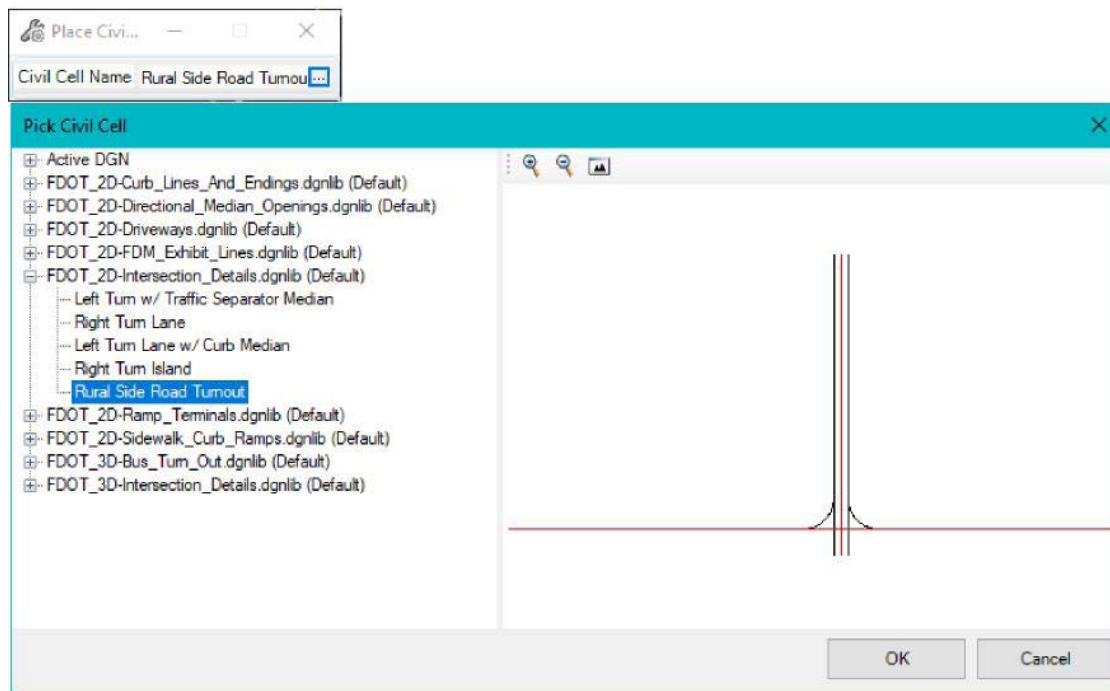 Place Civi...
Civil Cell Name Rural Side Road Turnou ...
Pick Civil Cell
Active DGN
FDOT_2D-Curb_Lines_And_Endings.dgnlib (Default)
FDOT_2D-Directional_Median_Openings.dgnlib (Default)
FDOT_2D-Driveways.dgnlib (Default)
FDOT_2D-FDM_Exhibit_Lines.dgnlib (Default)
FDOT_2D-Intersection_Details.dgnlib (Default)
Left Turn w/ Traffic Separator Median
Right Turn Lane
Left Turn Lane w/ Curb Median
Right Turn Island
Rural Side Road Turnout
FDOT_2D-Ramp_Terminals.dgnlib (Default)
FDOT_2D-Sidewalk_Curb_Ramps.dgnlib (Default)
FDOT_3D-Bus_Turn_Out.dgnlib (Default)
FDOT_3D-Intersection_Details.dgnlib (Default)
OK Cancel